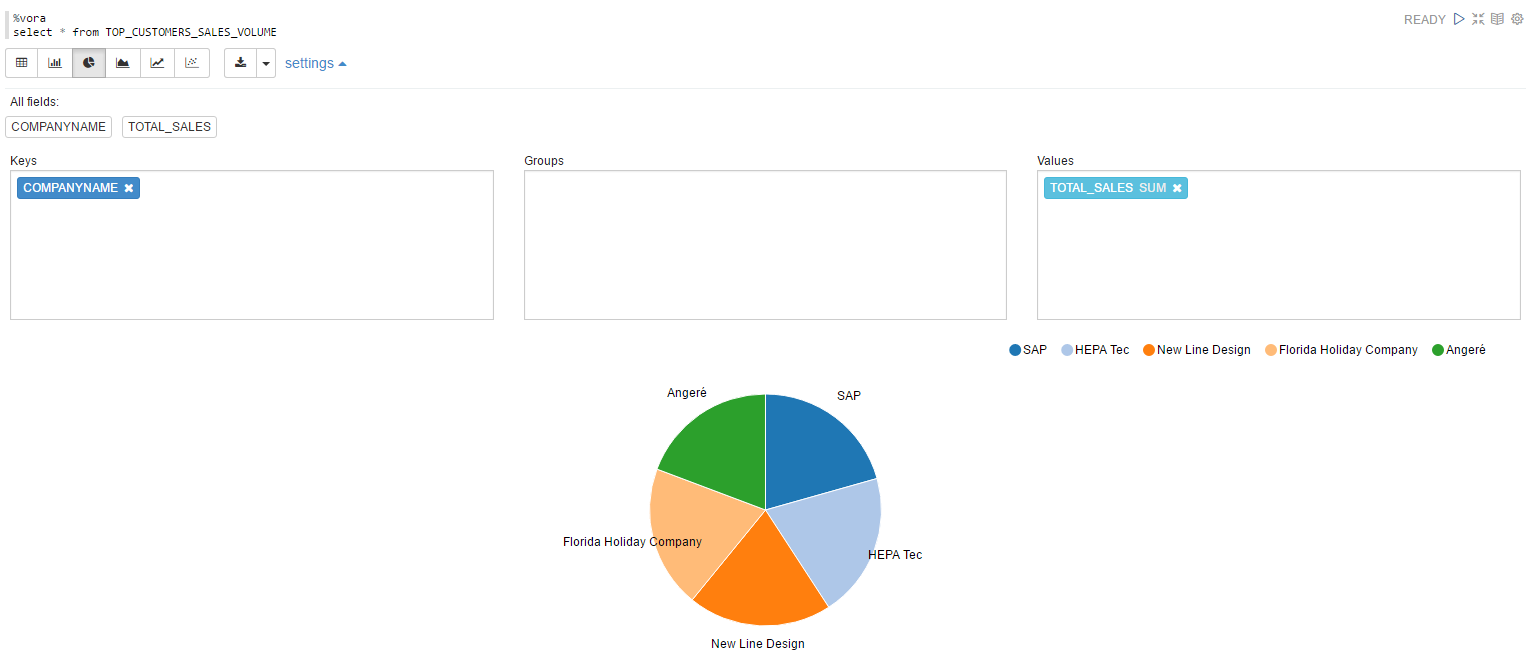 %vora
READY
select * from TOP_CUSTOMERS_SALES_VOLUME
settings
All fields:
COMPANYNAME TOTAL_SALES
Keys Groups Values
COMPANYNAME TOTAL_SALES SUM
SAP HEPA Tec New Line Design Florida Holiday Company Angeré
Angeré SAP
Florida Holiday Company
HEPA Tec
New Line Design